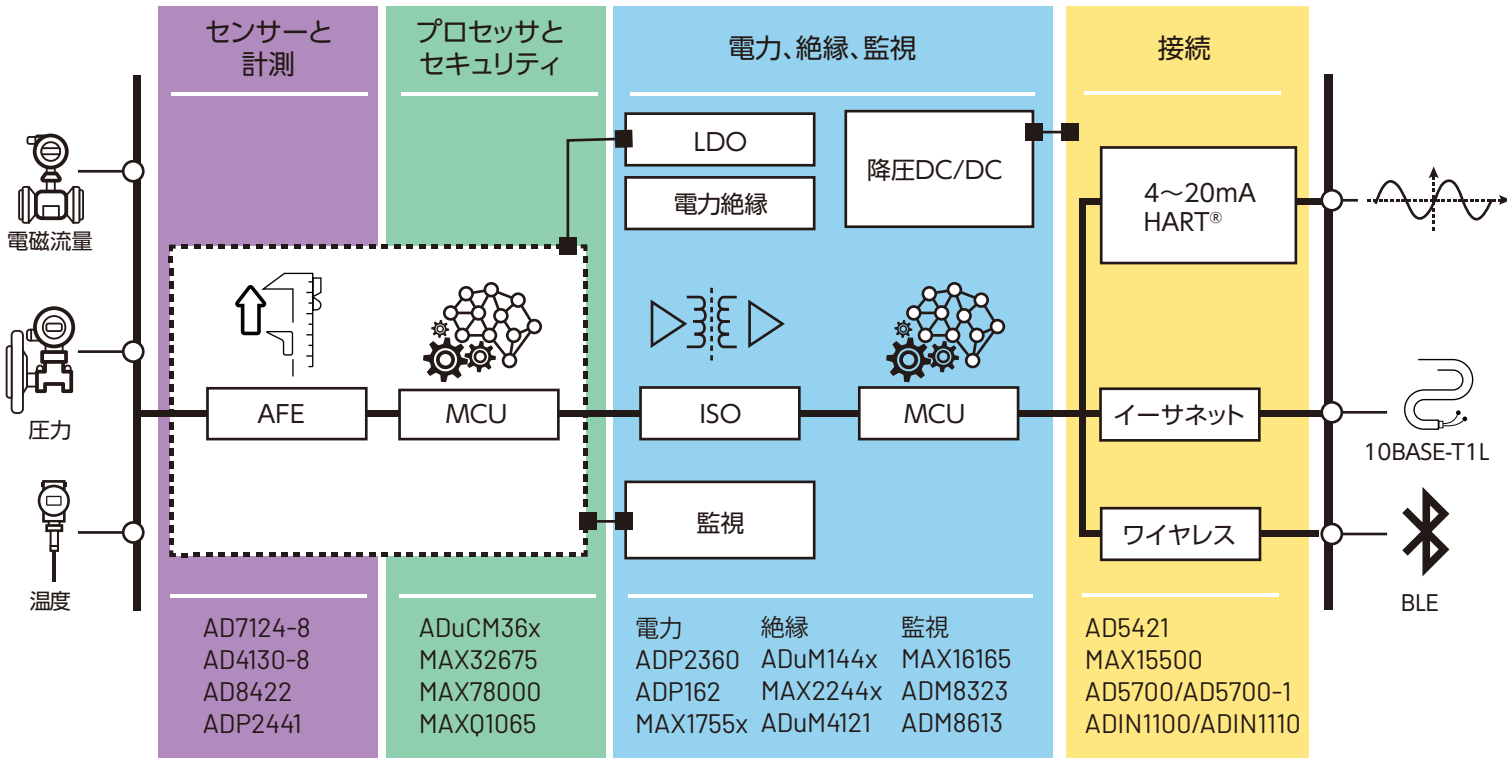 センサーと
計測
プロセッサと
セキュリティ
電力、絶縁、監視
接続
電磁流量
圧力
温度
LDO
電力絶縁
降圧DC/DC
4〜20mA
HART®
AFE
MCU
ISO
MCU
イーサネット
監視
ワイヤレス
10BASE-T1L
BLE
AD7124-8
AD4130-8
AD8422
ADP2441
ADuCM36x
MAX32675
MAX78000
MAXQ1065
電力 絶縁 監視
ADP2360 ADuM144x MAX16165
ADP162 MAX2244x ADM8323
MAX1755x ADuM4121 ADM8613
AD5421
MAX15500
AD5700/AD5700-1
ADIN1100/ADIN1110